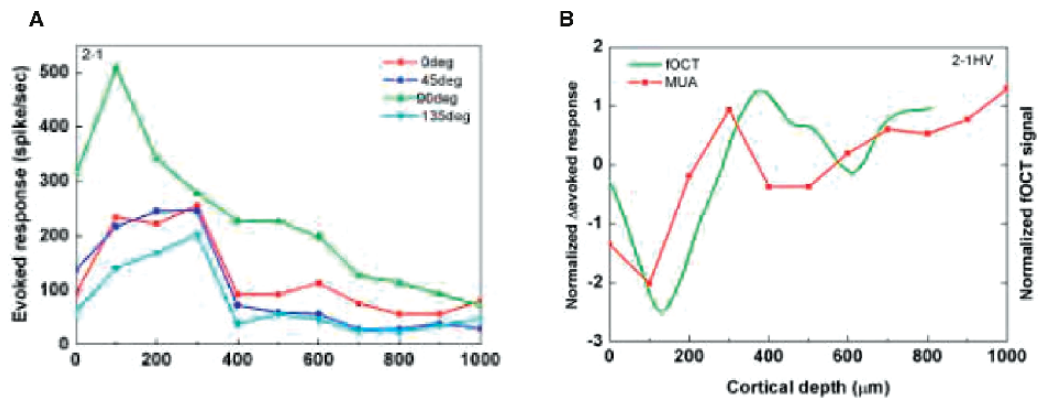 A
B
2-1
0deg
45deg
90deg
135deg
Evoked response (spike/sec)
500
400
300
200
100
0
0 200 400 600 800 1000
fOCT
MUA
2-1HV
Normalized Δevoked response
2
1
0
-1
-2
-3
0 200 400 600 800 1000
Cortical depth (μm)
Normalized fOCT signal